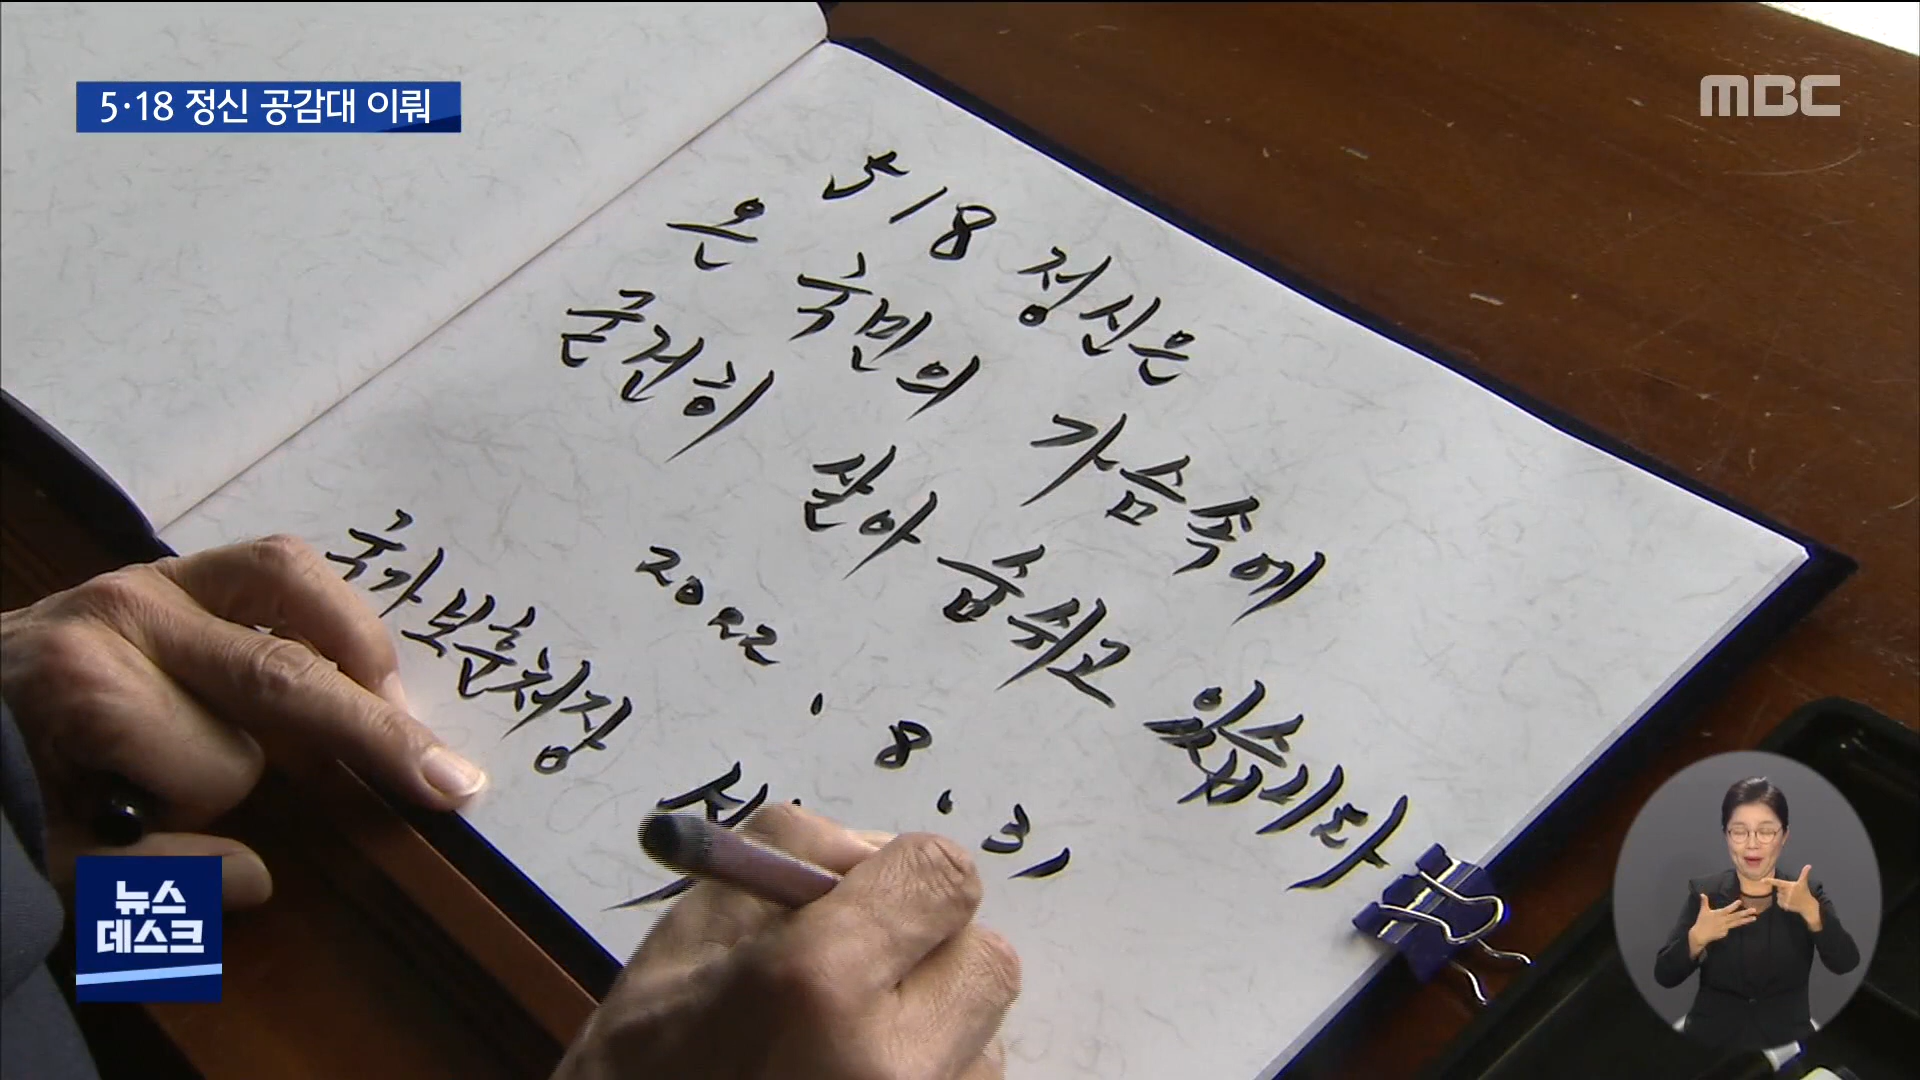 5·18 정신 공감대 이뤄
MBC
518 정신은
온 국민의 가슴속에
굳건히 살아 숨쉬고 있습니다
2022. 8. 31
국가보훈처장
뉴스
데스크